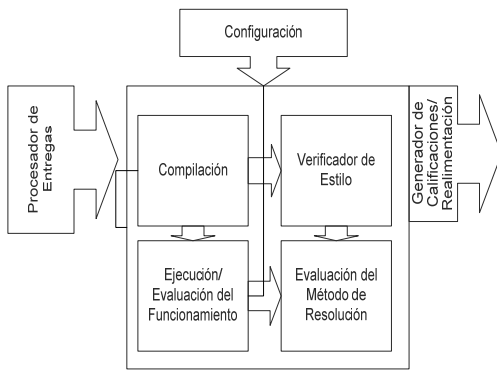 Configuración
Procesador de
Entregas
Compilación
Verificador de
Estilo
Generador de
Calificaciones/
Realimentación
Ejecución/
Evaluación del
Funcionamiento
Evaluación del
Método de
Resolución